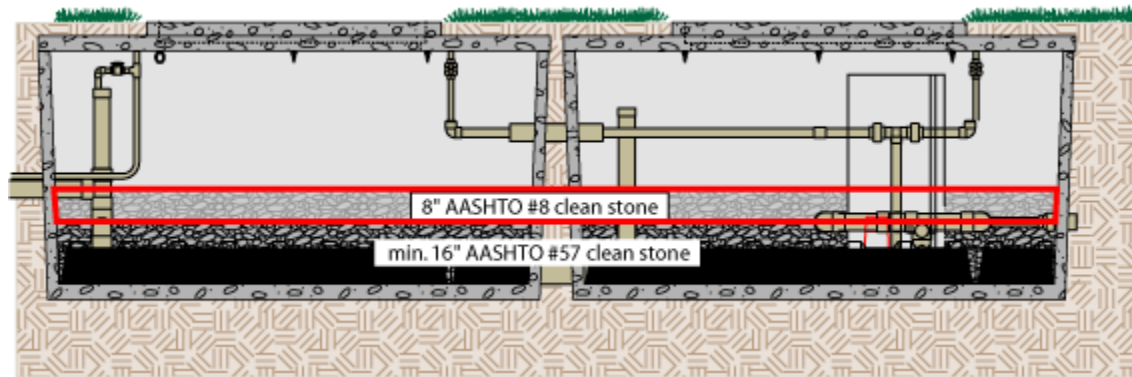 8" AASHTO #8 clean stone
min. 16" AASHTO #57 clean stone